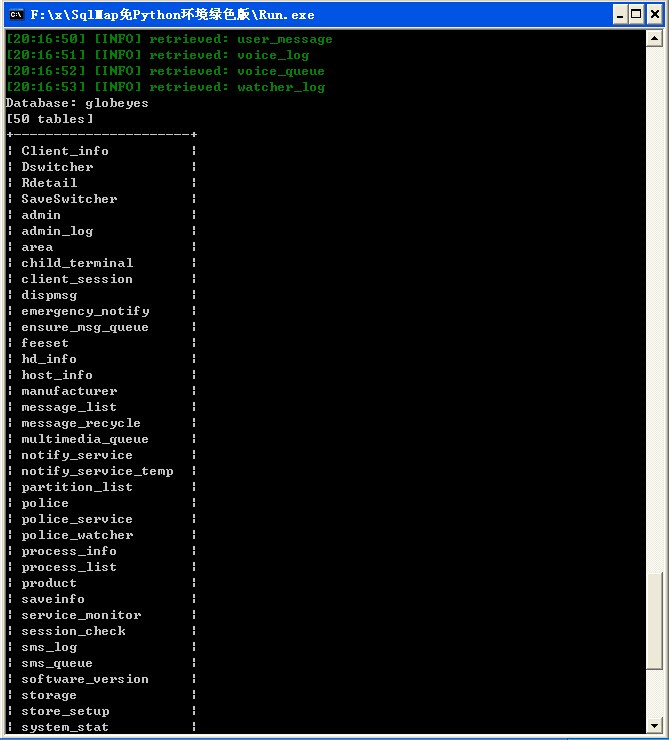 F:\x\SqlMap免Python环境绿色版\Run.exe
[20:16:50] [INFO] retrieved: user_message
[20:16:51] [INFO] retrieved: voice_log
[20:16:52] [INFO] retrieved: voice_queue
[20:16:53] [INFO] retrieved: watcher_log
Database: globeyes
[50 tables]
+----------------------+
| Client_info |
| Dswitcher |
| Rdetail |
| SaveSwitcher |
| admin |
| admin_log |
| area |
| child_terminal |
| client_session |
| dispmsg |
| emergency_notify |
| ensure_msg_queue |
| feeset |
| hd_info |
| host_info |
| manufacturer |
| message_list |
| message_recycle |
| multimedia_queue |
| notify_service |
| notify_service_temp |
| partition_list |
| police |
| police_service |
| police_watcher |
| process_info |
| process_list |
| product |
| saveinfo |
| service_monitor |
| session_check |
| sms_log |
| sms_queue |
| software_version |
| storage |
| store_setup |
| system_stat |